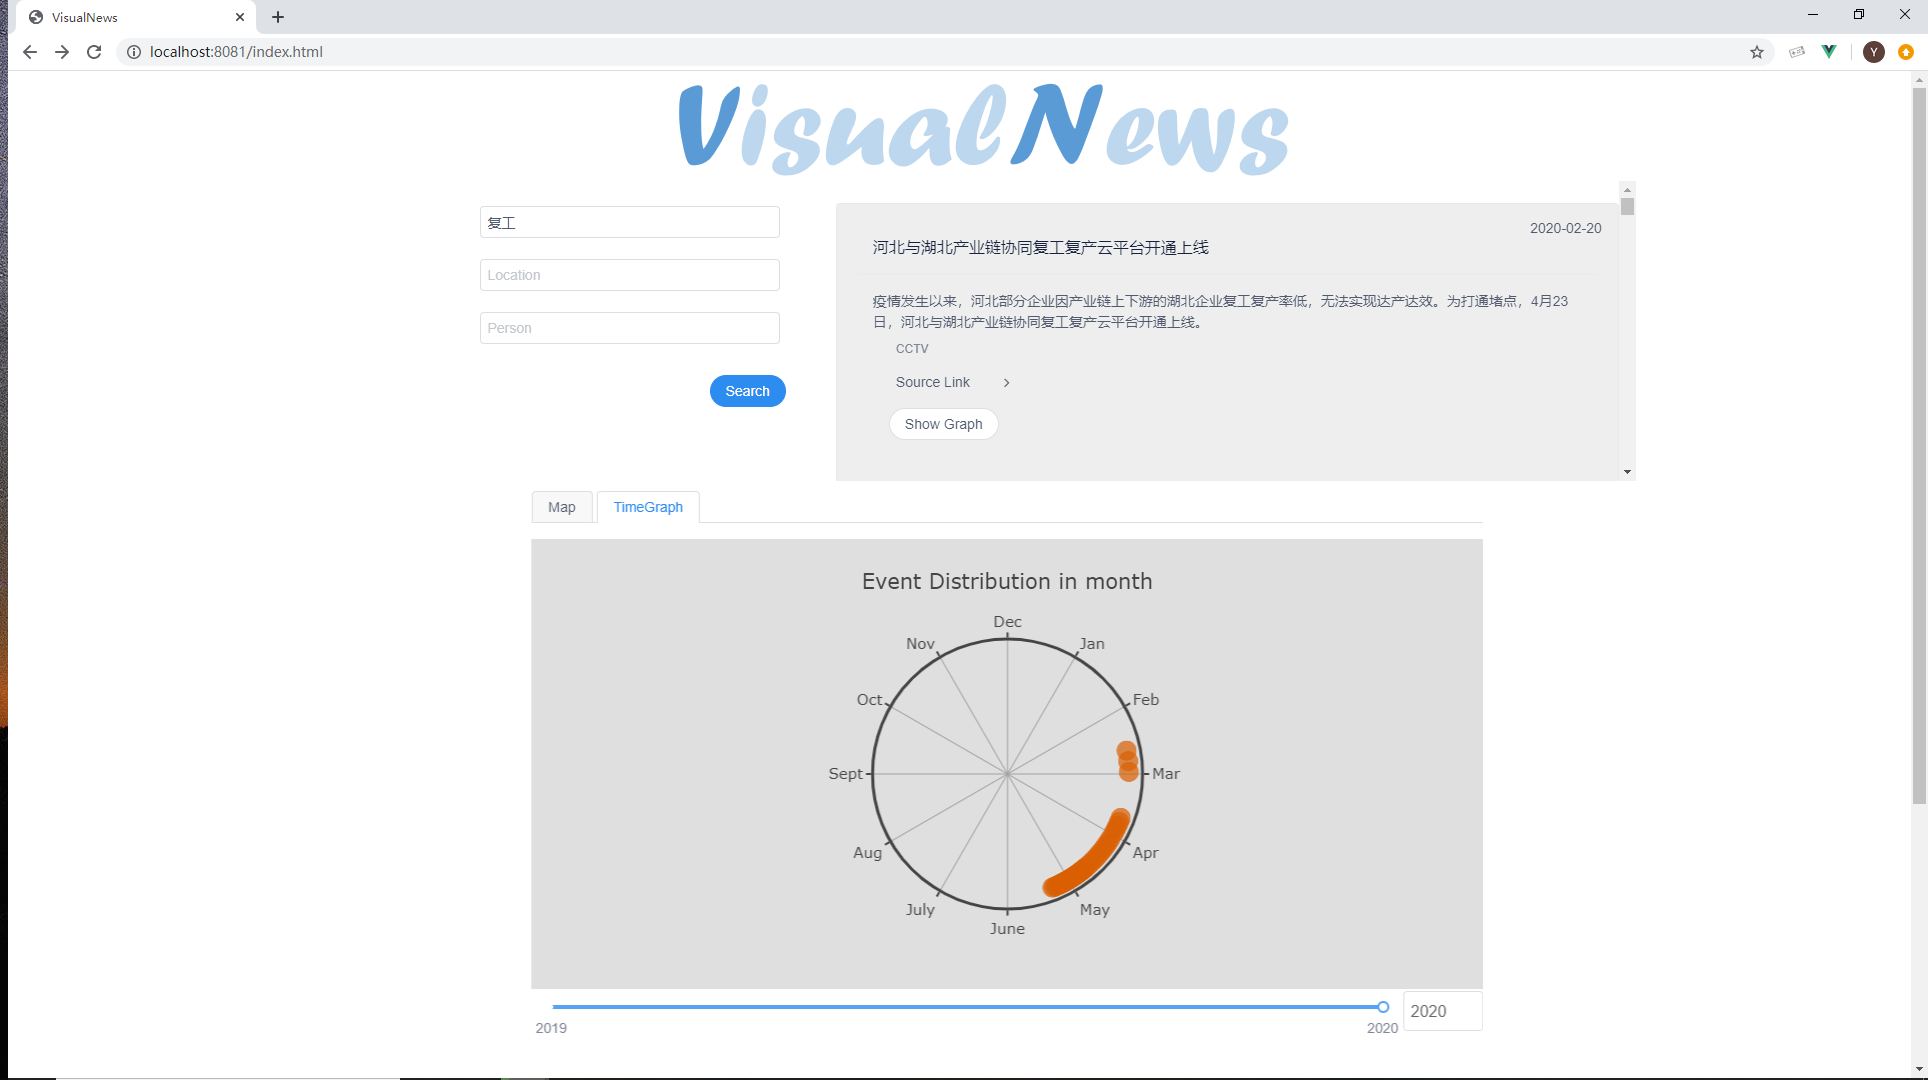 VisualNews
localhost:8081/index.html
Y
VisualNews
复工
Location
Person
Search
2020-02-20
河北与湖北产业链协同复工复产云平台开通上线
疫情发生以来，河北部分企业因产业链上下游的湖北企业复工复产率低，无法实现达产达效。为打通堵点，4月23
日，河北与湖北产业链协同复工复产云平台开通上线。
CCTV
Source Link
Show Graph
Map
TimeGraph
Event Distribution in month
Dec
Jan
Feb
Mar
Apr
May
June
July
Aug
Sept
Oct
Nov
2019
2020
2020